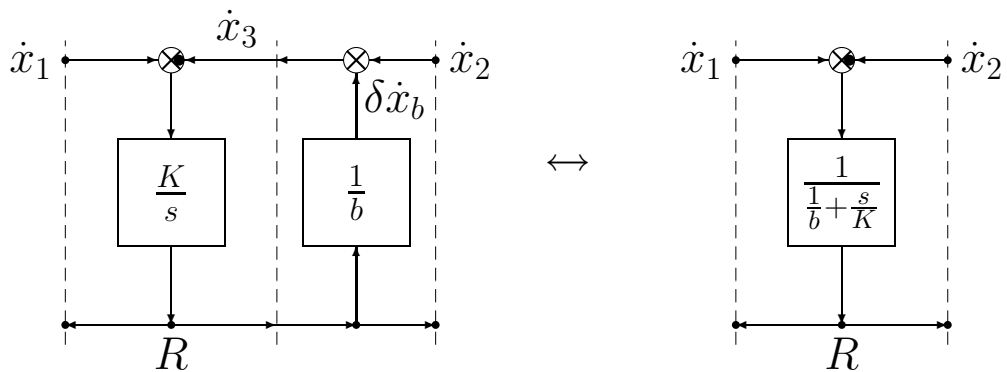 ẋ₁ ẋ₃ ẋ₂ ẋ₁ ẋ₂
δẋ_b
K/s 1/b ↔ 1/(1/b + s/K)
R R